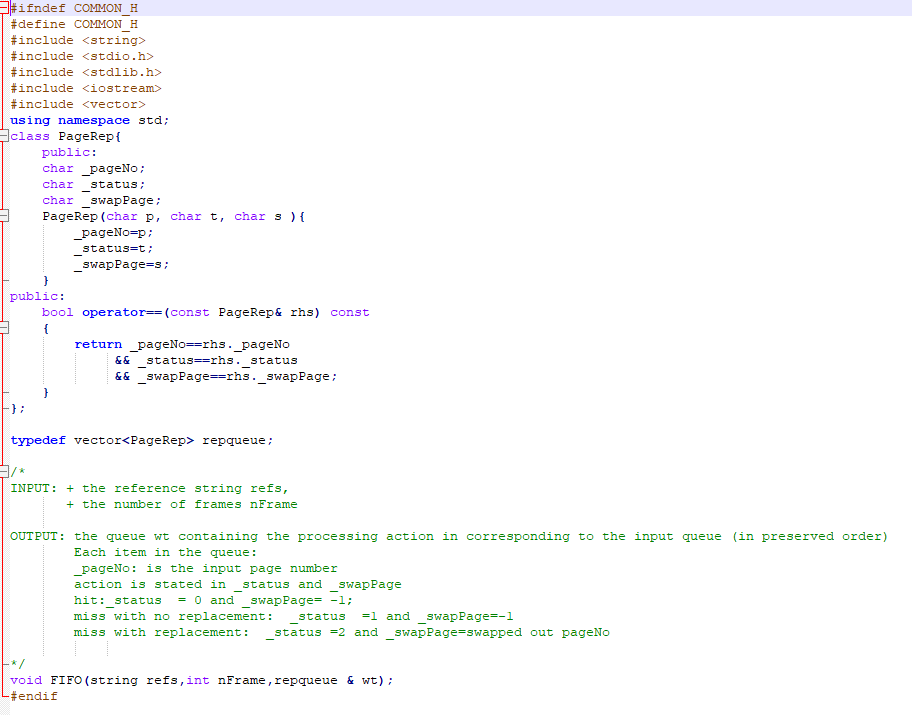 #ifndef COMMON_H
#define COMMON_H
#include <string>
#include <stdio.h>
#include <stdlib.h>
#include <iostream>
#include <vector>
using namespace std;
class PageRep{
    public:
    char _pageNo;
    char _status;
    char _swapPage;
    PageRep(char p, char t, char s ){
        _pageNo=p;
        _status=t;
        _swapPage=s;
    }
public:
    bool operator==(const PageRep& rhs) const
    {
        return _pageNo==rhs._pageNo
             && _status==rhs._status
             && _swapPage==rhs._swapPage;
    }
};

typedef vector<PageRep> repqueue;

/*
INPUT: + the reference string refs,
       + the number of frames nFrame

OUTPUT: the queue wt containing the processing action in corresponding to the input queue (in preserved order)
        Each item in the queue:
        _pageNo: is the input page number
        action is stated in _status and _swapPage
        hit:_status  = 0 and _swapPage= -1;
        miss with no replacement:  _status  =1 and _swapPage=-1
        miss with replacement:  _status =2 and _swapPage=swapped out pageNo

*/
void FIFO(string refs,int nFrame,repqueue & wt);
#endif